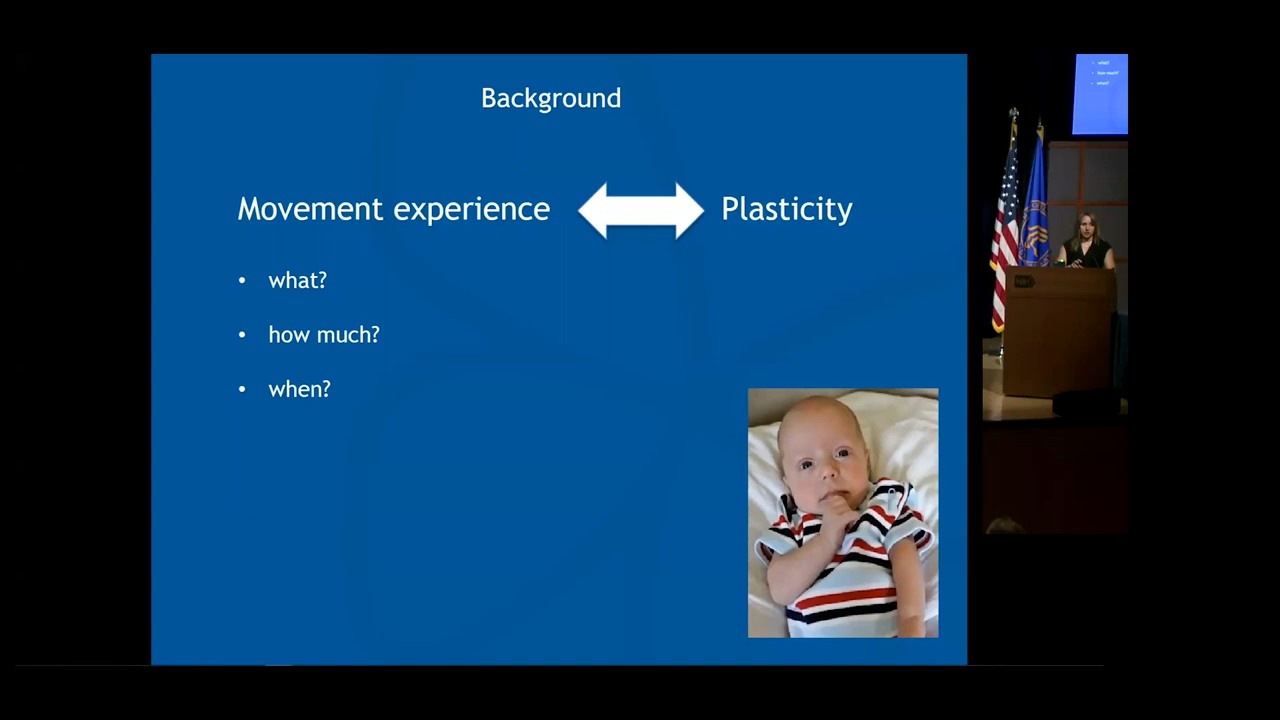 Background
Movement experience Plasticity
• what?
• how much?
• when?